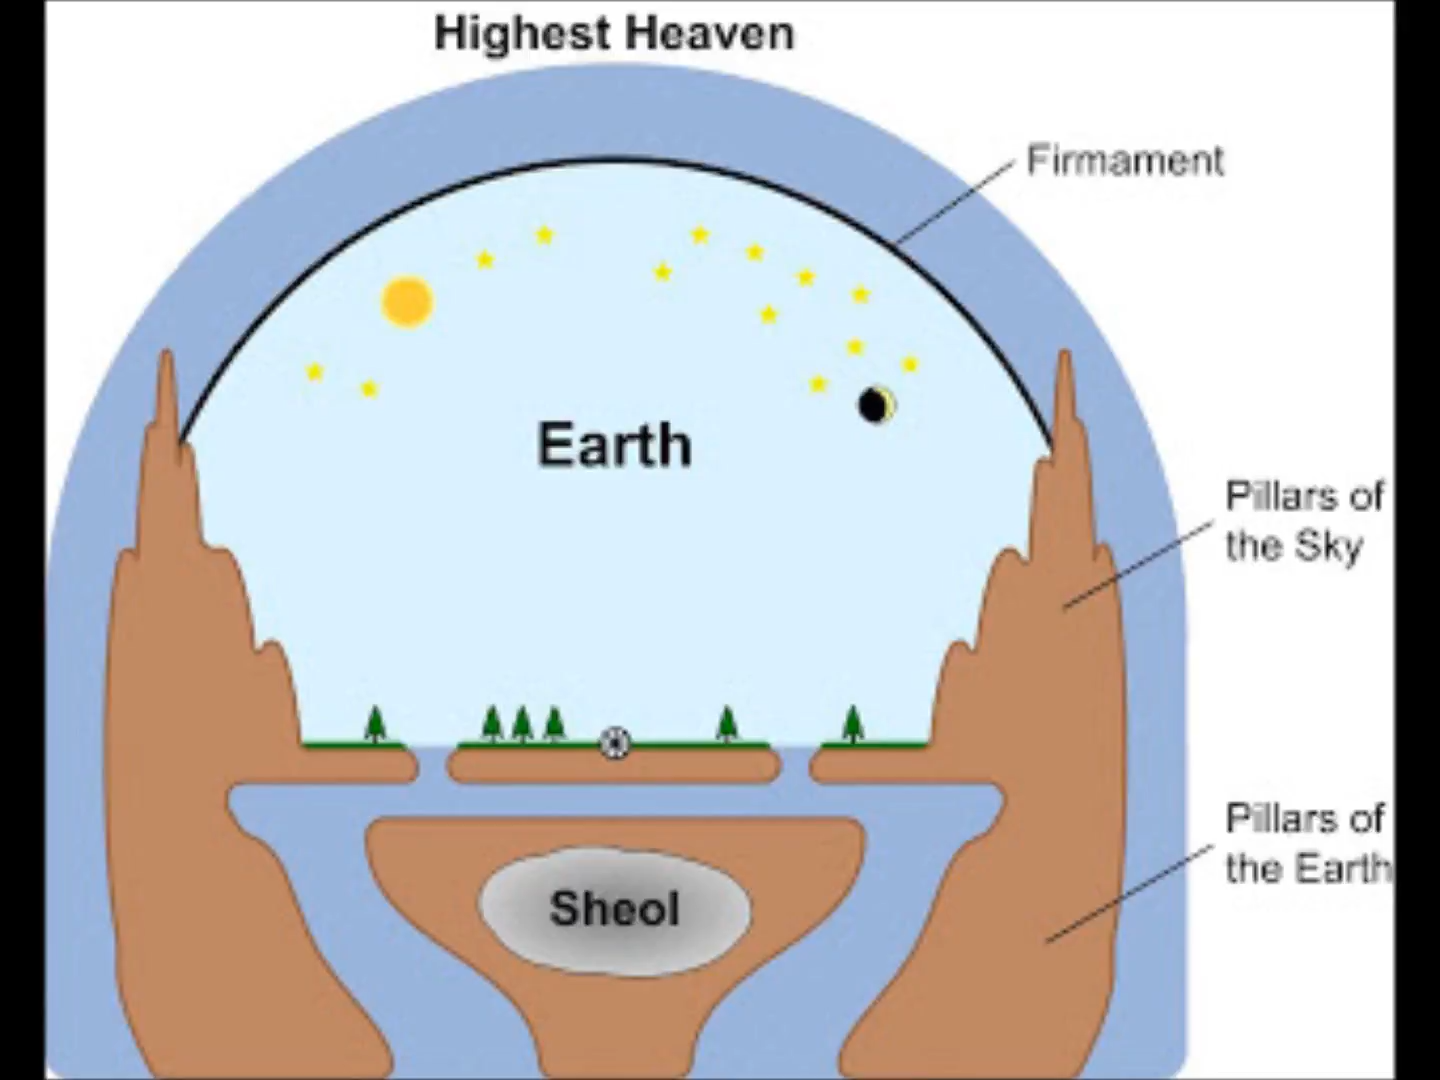 Highest Heaven
Firmament
Earth
Pillars of
the Sky
Pillars of
the Earth
Sheol